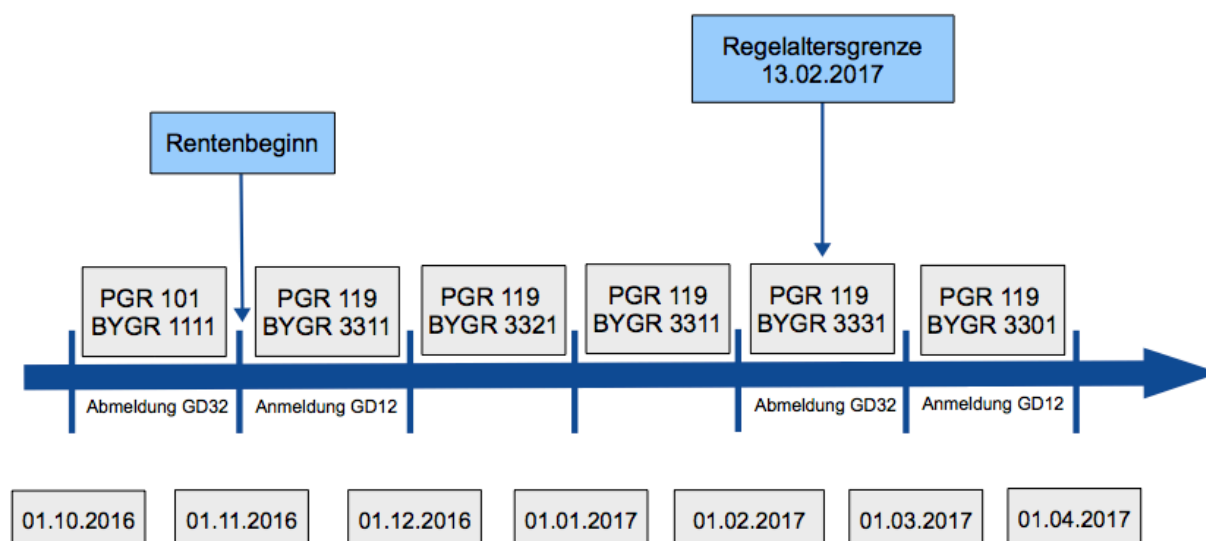 Regelaltersgrenze
13.02.2017
Rentenbeginn
PGR 101
BYGR 1111
PGR 119
BYGR 3311
PGR 119
BYGR 3321
PGR 119
BYGR 3311
PGR 119
BYGR 3331
PGR 119
BYGR 3301
Abmeldung GD32
Anmeldung GD12
Abmeldung GD32
Anmeldung GD12
01.10.2016
01.11.2016
01.12.2016
01.01.2017
01.02.2017
01.03.2017
01.04.2017